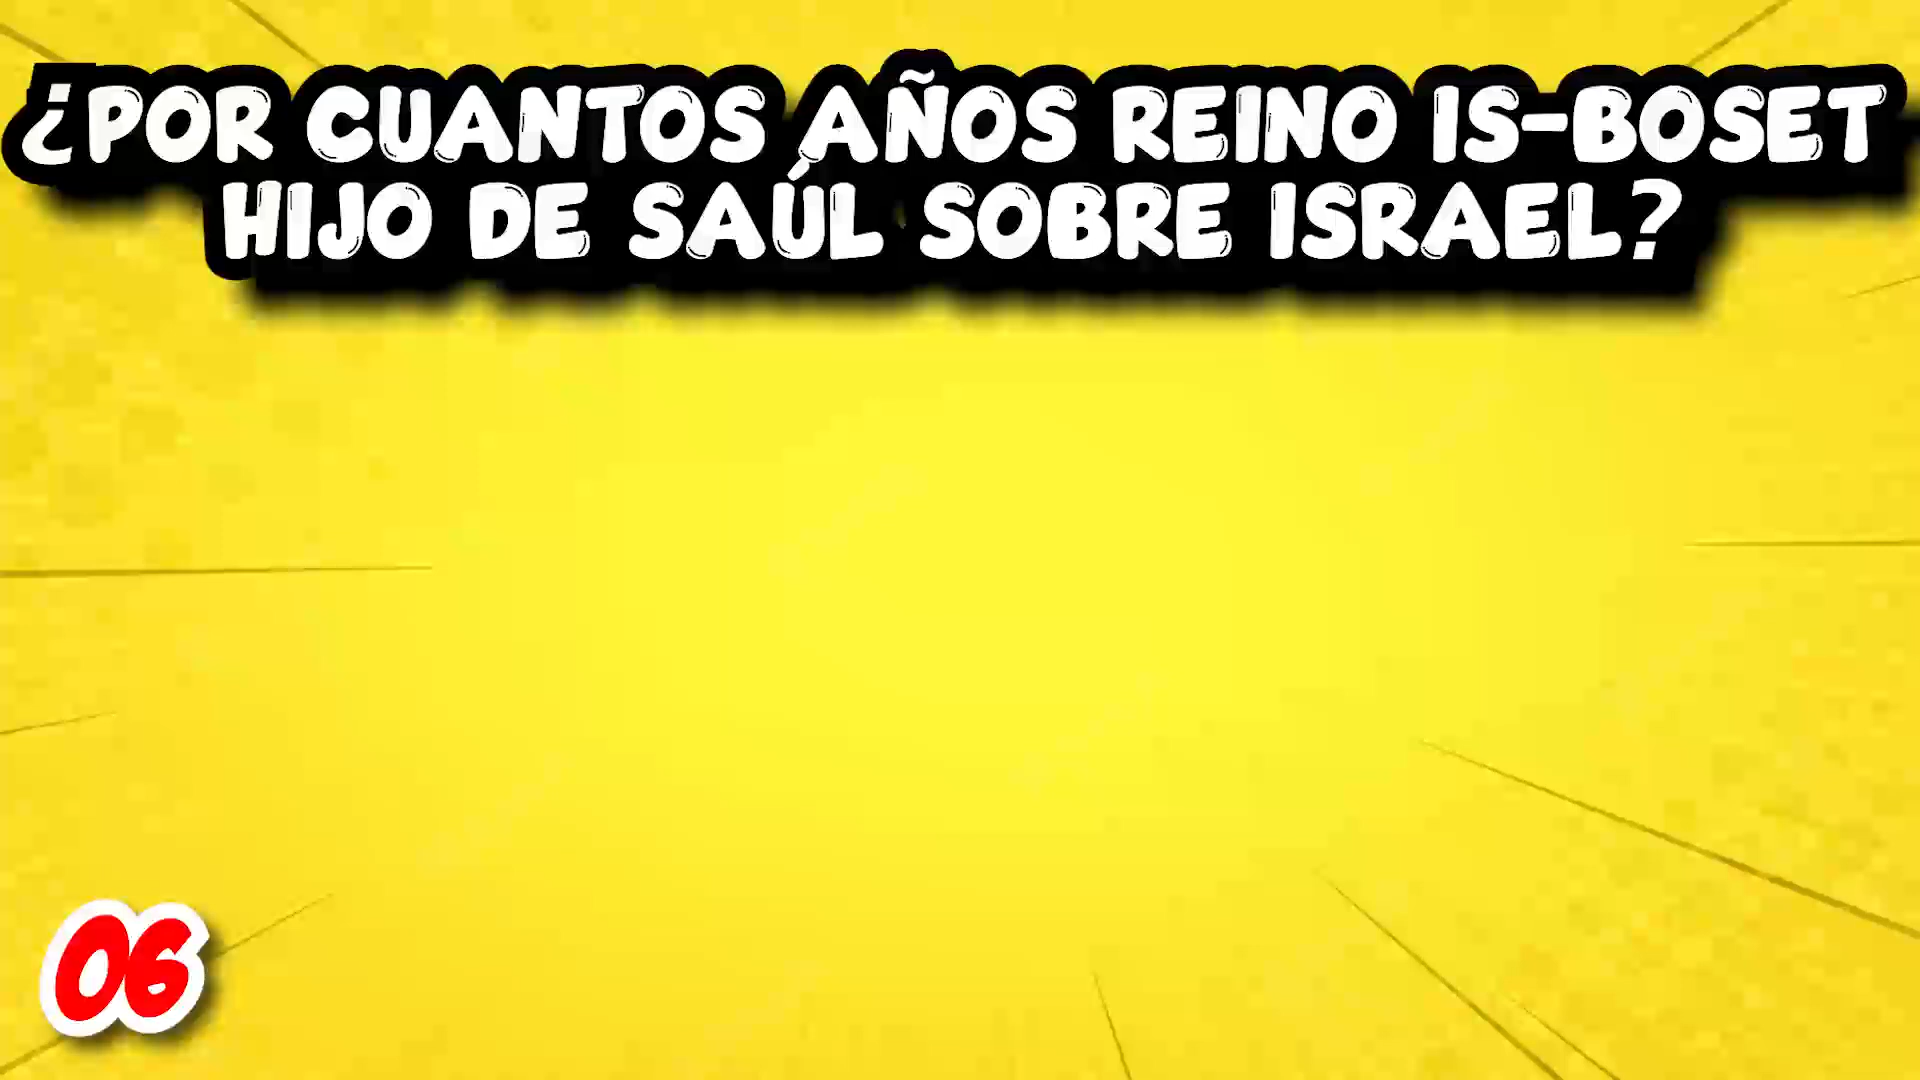 ¿POR CUANTOS AÑOS REINO IS-BOSET
HIJO DE SAÚL SOBRE ISRAEL?
06